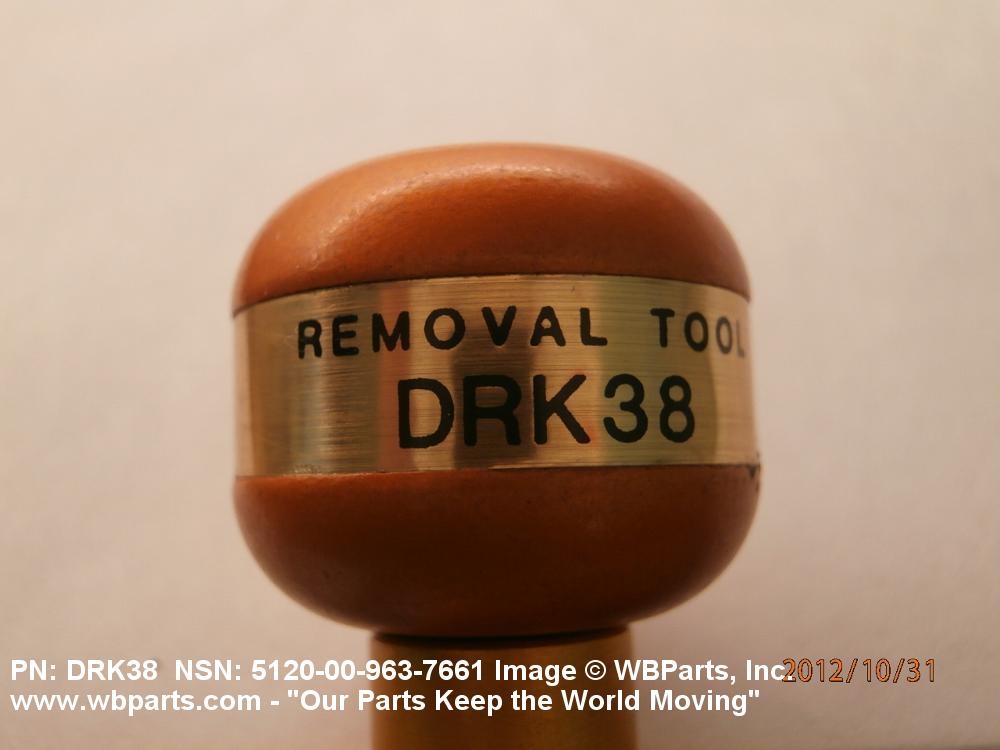 REMOVAL TOOL
DRK38
PN: DRK38 NSN: 5120-00-963-7661 Image © WBParts, Inc. 2012/10/31
www.wbparts.com - "Our Parts Keep the World Moving"